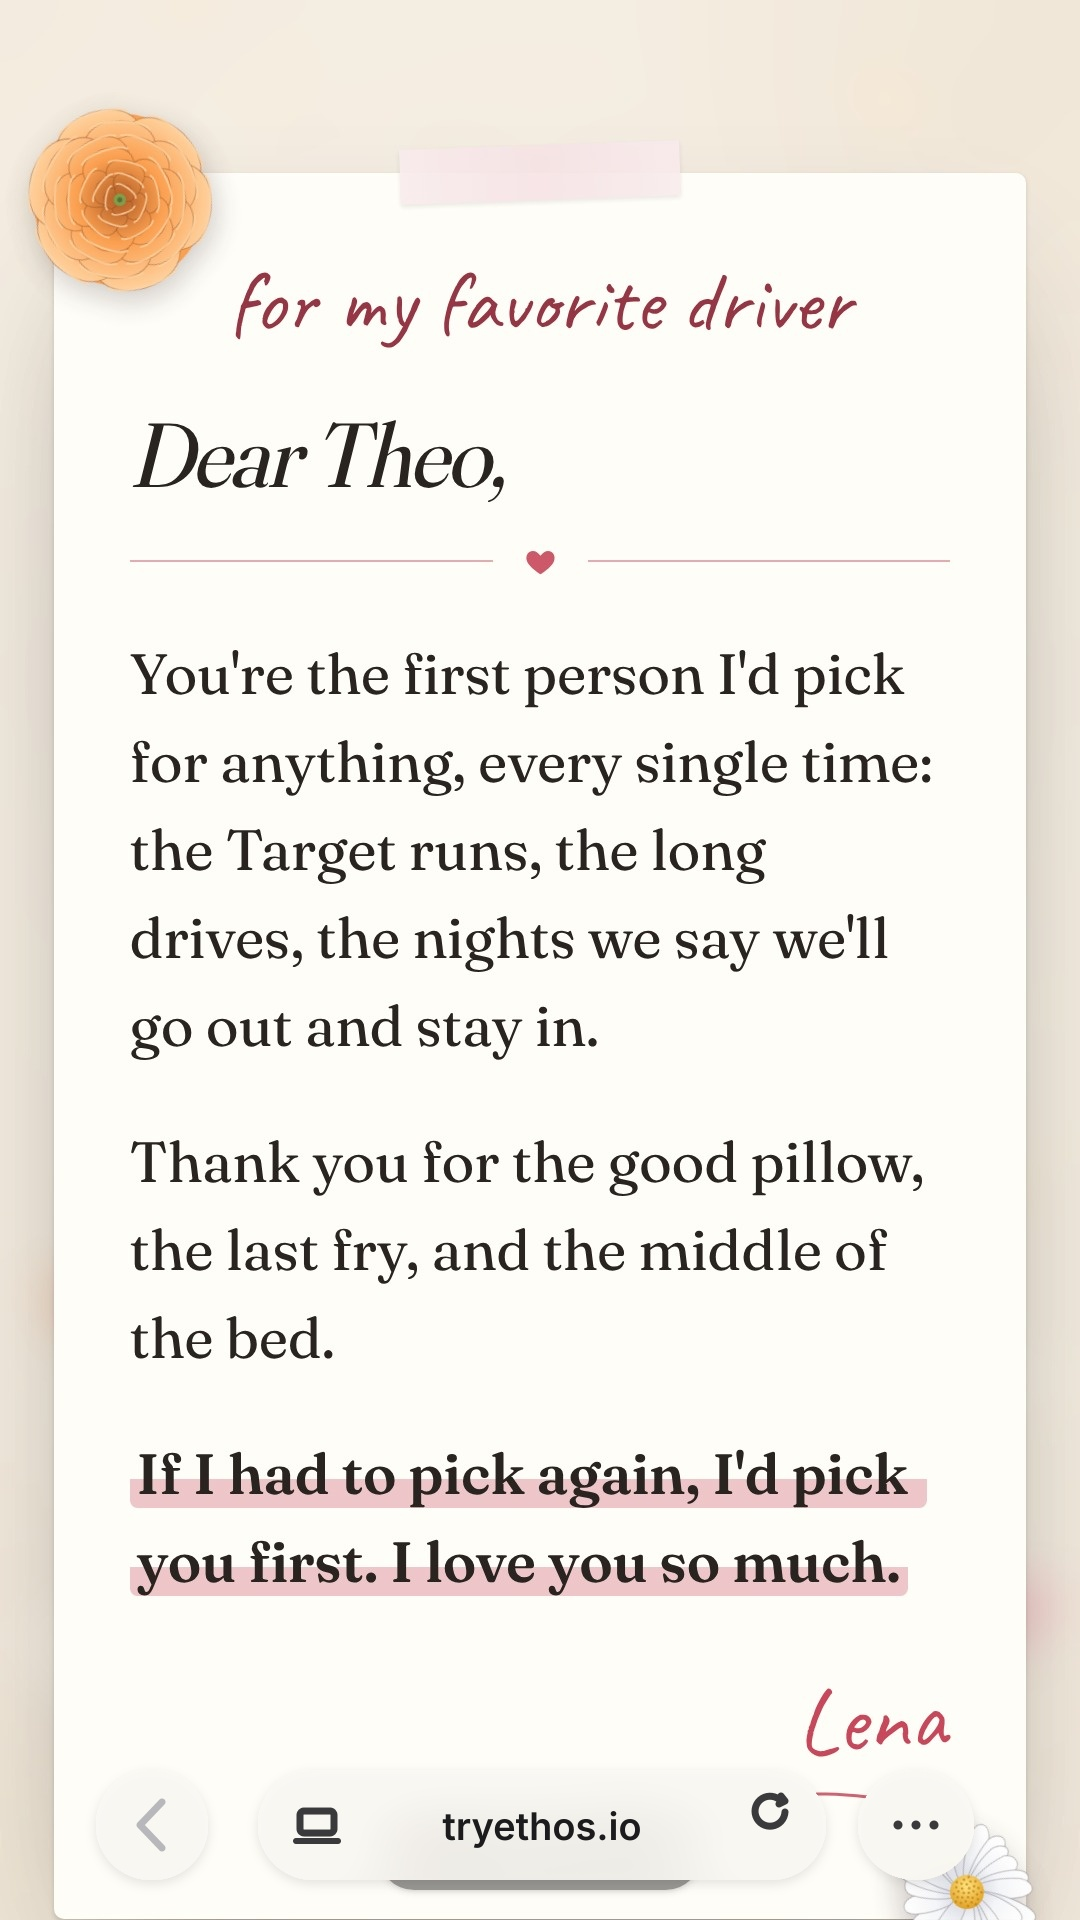 for my favorite driver
Dear Theo,
You're the first person I'd pick
for anything, every single time:
the Target runs, the long
drives, the nights we say we'll
go out and stay in.
Thank you for the good pillow,
the last fry, and the middle of
the bed.
If I had to pick again, I'd pick
you first. I love you so much.
Lena
tryethos.io